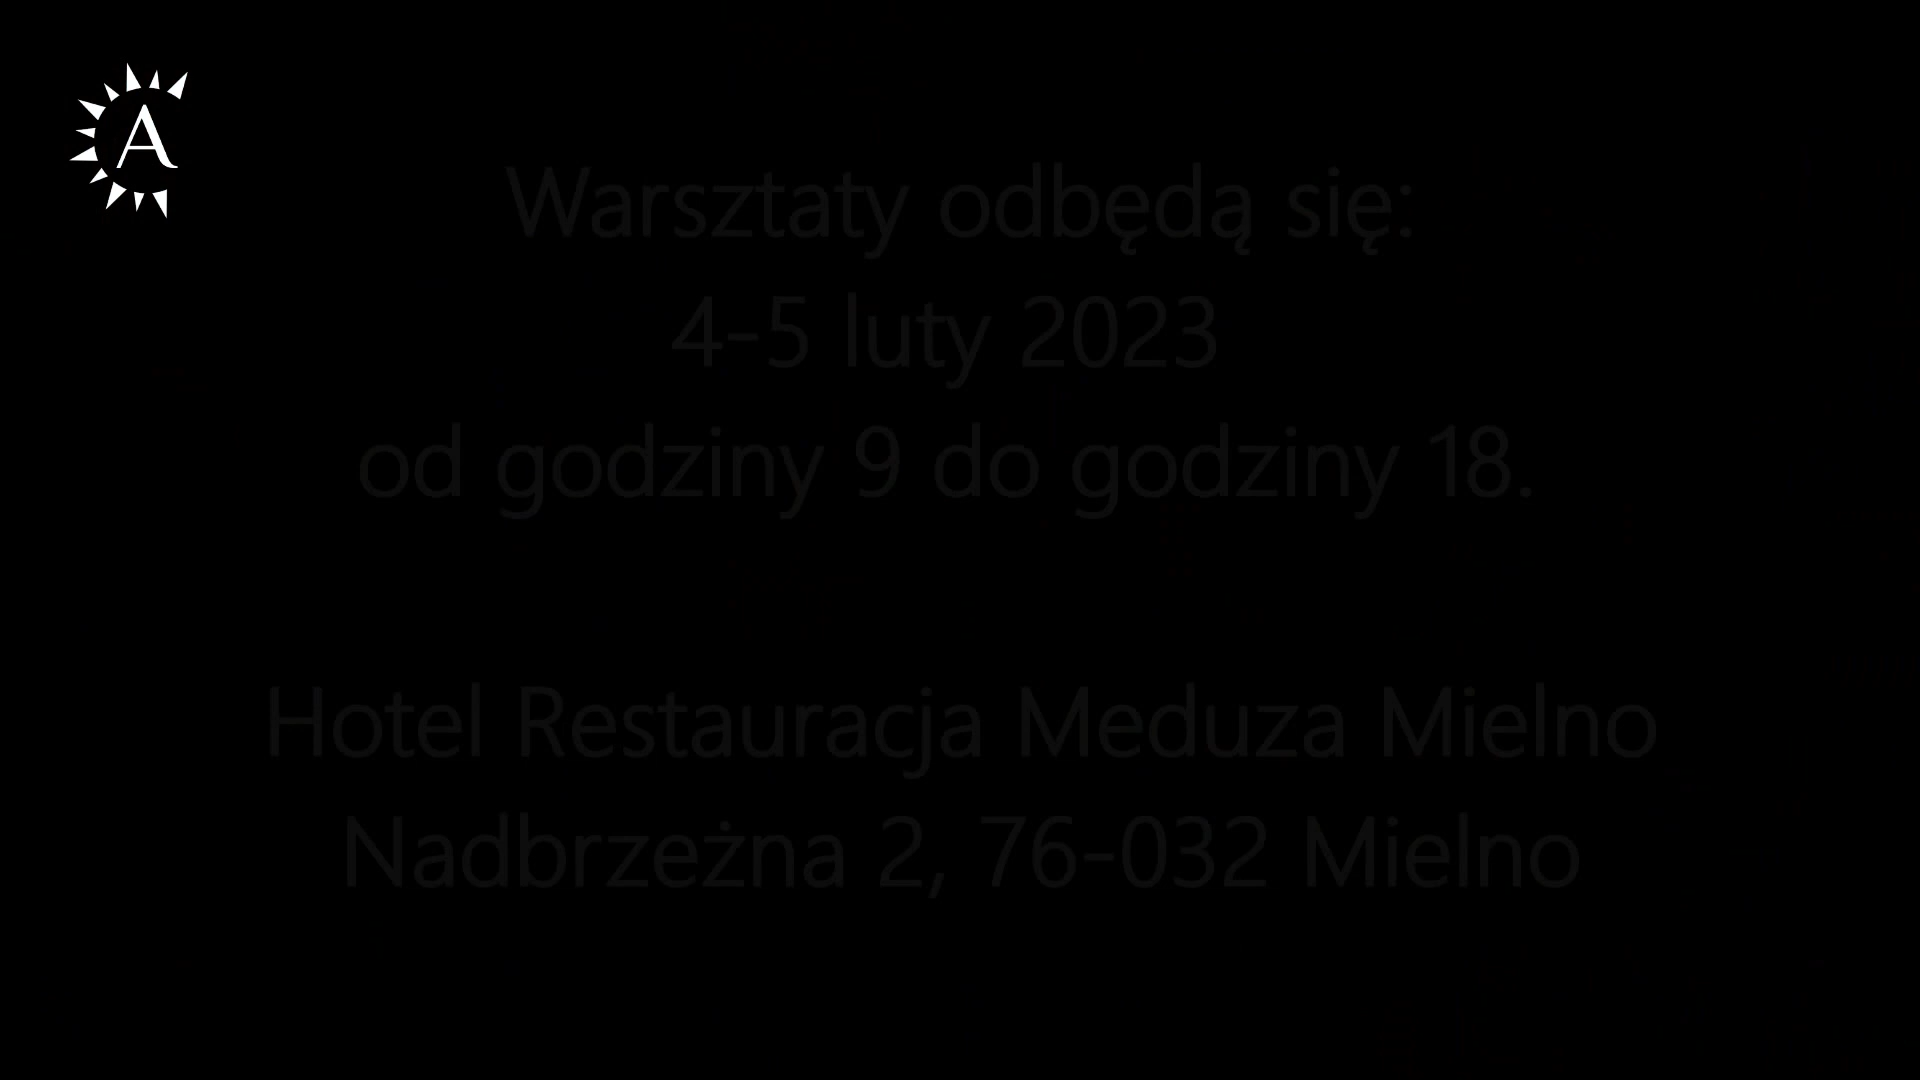 A
Warsztaty odbędą się:
4-5 luty 2023
od godziny 9 do godziny 18.
Hotel Restauracja Meduza Mielno
Nadbrzeżna 2, 76-032 Mielno